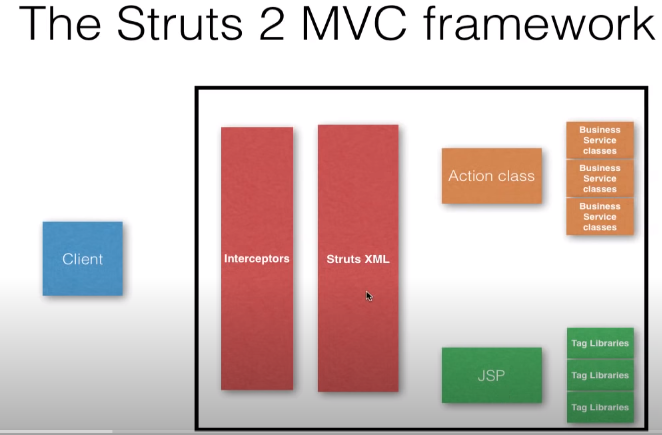 The Struts 2 MVC framework
Client
Interceptors
Struts XML
Action class
Business
Service
classes
Business
Service
classes
Business
Service
classes
JSP
Tag Libraries
Tag Libraries
Tag Libraries